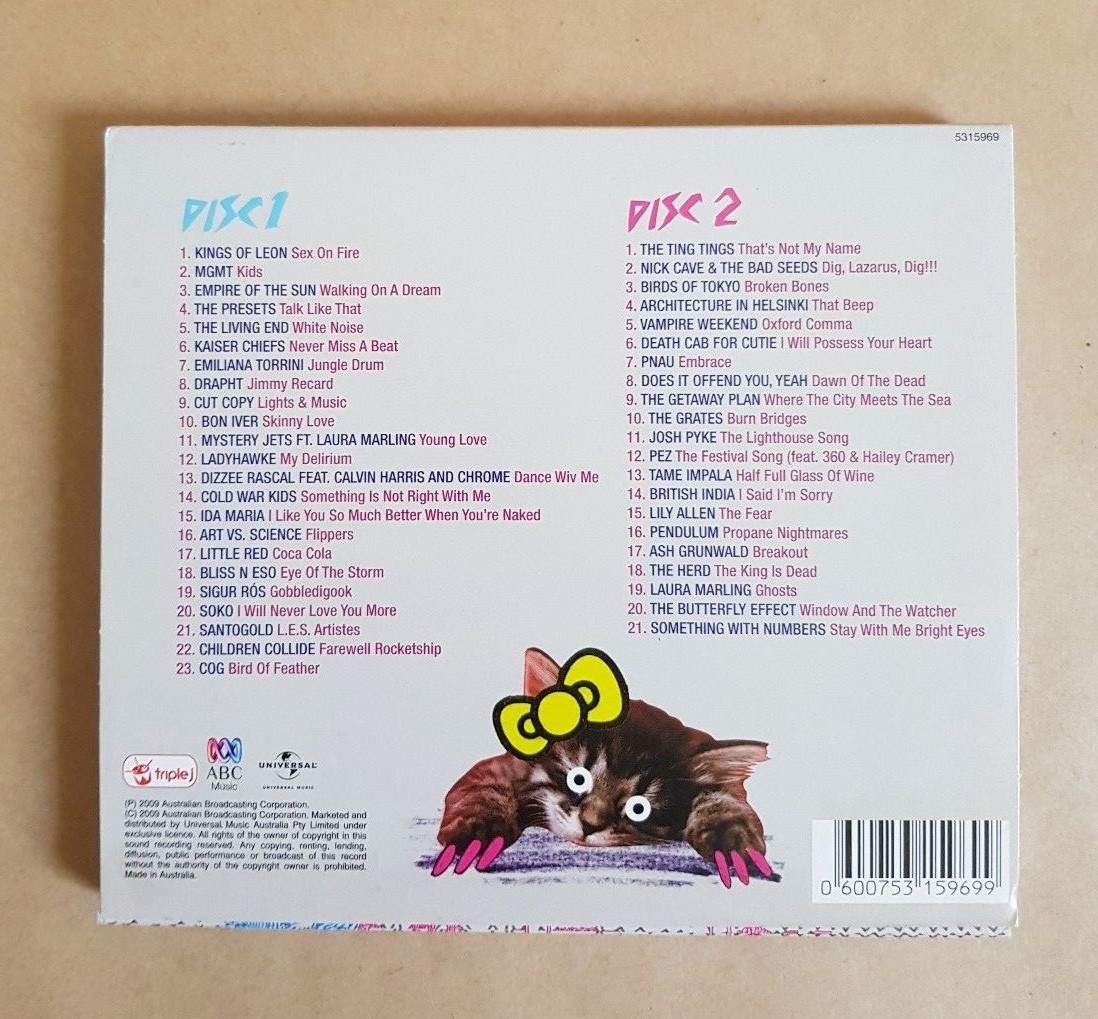 5315969
DISC 1
1. KINGS OF LEON Sex On Fire
2. MGMT Kids
3. EMPIRE OF THE SUN Walking On A Dream
4. THE PRESETS Talk Like That
5. THE LIVING END White Noise
6. KAISER CHIEFS Never Miss A Beat
7. EMILIANA TORRINI Jungle Drum
8. DRAPHT Jimmy Recard
9. CUT COPY Lights & Music
10. BON IVER Skinny Love
11. MYSTERY JETS FT. LAURA MARLING Young Love
12. LADYHAWKE My Delirium
13. DIZZEE RASCAL FEAT. CALVIN HARRIS AND CHROME Dance Wiv Me
14. COLD WAR KIDS Something Is Not Right With Me
15. IDA MARIA I Like You So Much Better When You're Naked
16. ART VS. SCIENCE Flippers
17. LITTLE RED Coca Cola
18. BLISS N ESO Eye Of The Storm
19. SIGUR RÓS Gobbledigook
20. SOKO I Will Never Love You More
21. SANTOGOLD L.E.S. Artistes
22. CHILDREN COLLIDE Farewell Rocketship
23. COG Bird Of Feather
DISC 2
1. THE TING TINGS That's Not My Name
2. NICK CAVE & THE BAD SEEDS Dig, Lazarus, Dig!!!
3. BIRDS OF TOKYO Broken Bones
4. ARCHITECTURE IN HELSINKI That Beep
5. VAMPIRE WEEKEND Oxford Comma
6. DEATH CAB FOR CUTIE I Will Possess Your Heart
7. PNAU Embrace
8. DOES IT OFFEND YOU, YEAH Dawn Of The Dead
9. THE GETAWAY PLAN Where The City Meets The Sea
10. THE GRATES Burn Bridges
11. JOSH PYKE The Lighthouse Song
12. PEZ The Festival Song (feat. 360 & Hailey Cramer)
13. TAME IMPALA Half Full Glass Of Wine
14. BRITISH INDIA I Said I'm Sorry
15. LILY ALLEN The Fear
16. PENDULUM Propane Nightmares
17. ASH GRUNWALD Breakout
18. THE HERD The King Is Dead
19. LAURA MARLING Ghosts
20. THE BUTTERFLY EFFECT Window And The Watcher
21. SOMETHING WITH NUMBERS Stay With Me Bright Eyes
triple j
ABC
Music
UNIVERSAL
UNIVERSAL MUSIC
(P) 2009 Australian Broadcasting Corporation.
(C) 2009 Australian Broadcasting Corporation. Marketed and
distributed by Universal Music Australia Pty Limited under
exclusive licence. All rights of the owner of copyright in this
sound recording reserved. Any copying, renting, lending,
diffusion, public performance or broadcast of this record
without the authority of the copyright owner is prohibited.
Made in Australia.
0 600753 159699